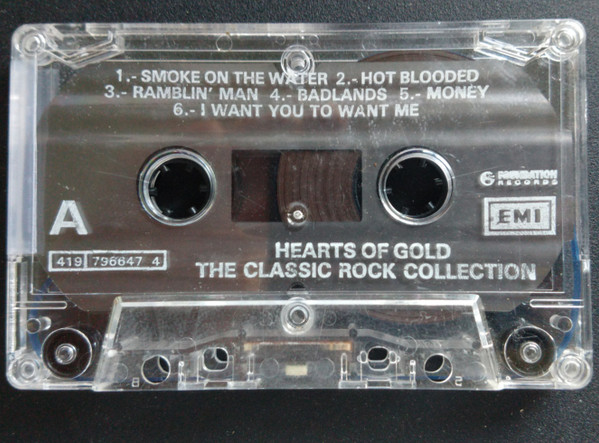 1.- SMOKE ON THE WATER 2.- HOT BLOODED
3.- RAMBLIN' MAN 4.- BADLANDS 5.- MONEY
6.- I WANT YOU TO WANT ME
A
FOUNDATION
RECORDS
EMI
419 796647 4
HEARTS OF GOLD
THE CLASSIC ROCK COLLECTION